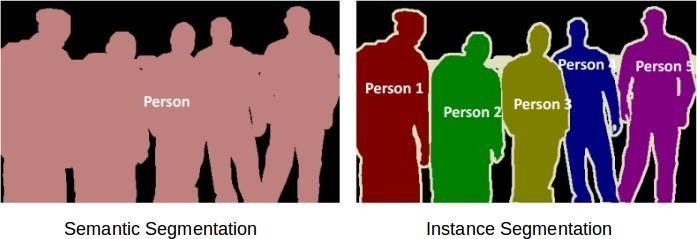 Person
Person 1
Person 2
Person 3
Person 4
Person 5
Semantic Segmentation
Instance Segmentation